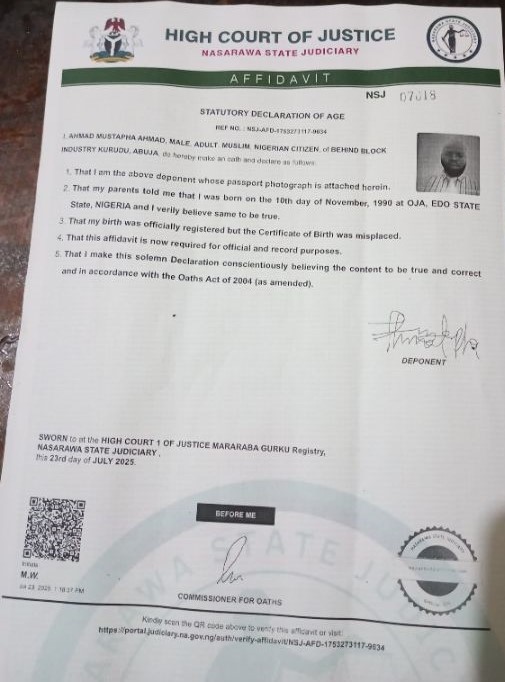 HIGH COURT OF JUSTICE
NASARAWA STATE JUDICIARY
AFFIDAVIT
NSJ 07018
STATUTORY DECLARATION OF AGE
REF NO.: NSJ-AFD-1753273117-9634
I, AHMAD MUSTAPHA AHMAD, MALE, ADULT, MUSLIM, NIGERIAN CITIZEN, of BEHIND BLOCK
INDUSTRY KURUDU, ABUJA, do hereby make an oath and declare as follows:
1. That I am the above deponent whose passport photograph is attached herein.
2. That my parents told me that I was born on the 10th day of November, 1990 at OJA, EDO STATE
State, NIGERIA and I verify believe same to be true.
3. That my birth was officially registered but the Certificate of Birth was misplaced.
4. That this affidavit is now required for official and record purposes.
5. That I make this solemn Declaration conscientiously believing the content to be true and correct
and in accordance with the Oaths Act of 2004 (as amended).
DEPONENT
SWORN to at the HIGH COURT 1 OF JUSTICE MARARABA GURKU Registry,
NASARAWA STATE JUDICIARY,
this 23rd day of JULY 2025.
BEFORE ME
Initials
M.W.
Jul 23, 2025, 1:18:37 PM
COMMISSIONER FOR OATHS
Kindly scan the QR code above to verify this affidavit or visit:
https://portal.judiciary.na.gov.ng/auth/verify-affidavit/NSJ-AFD-1753273117-9634